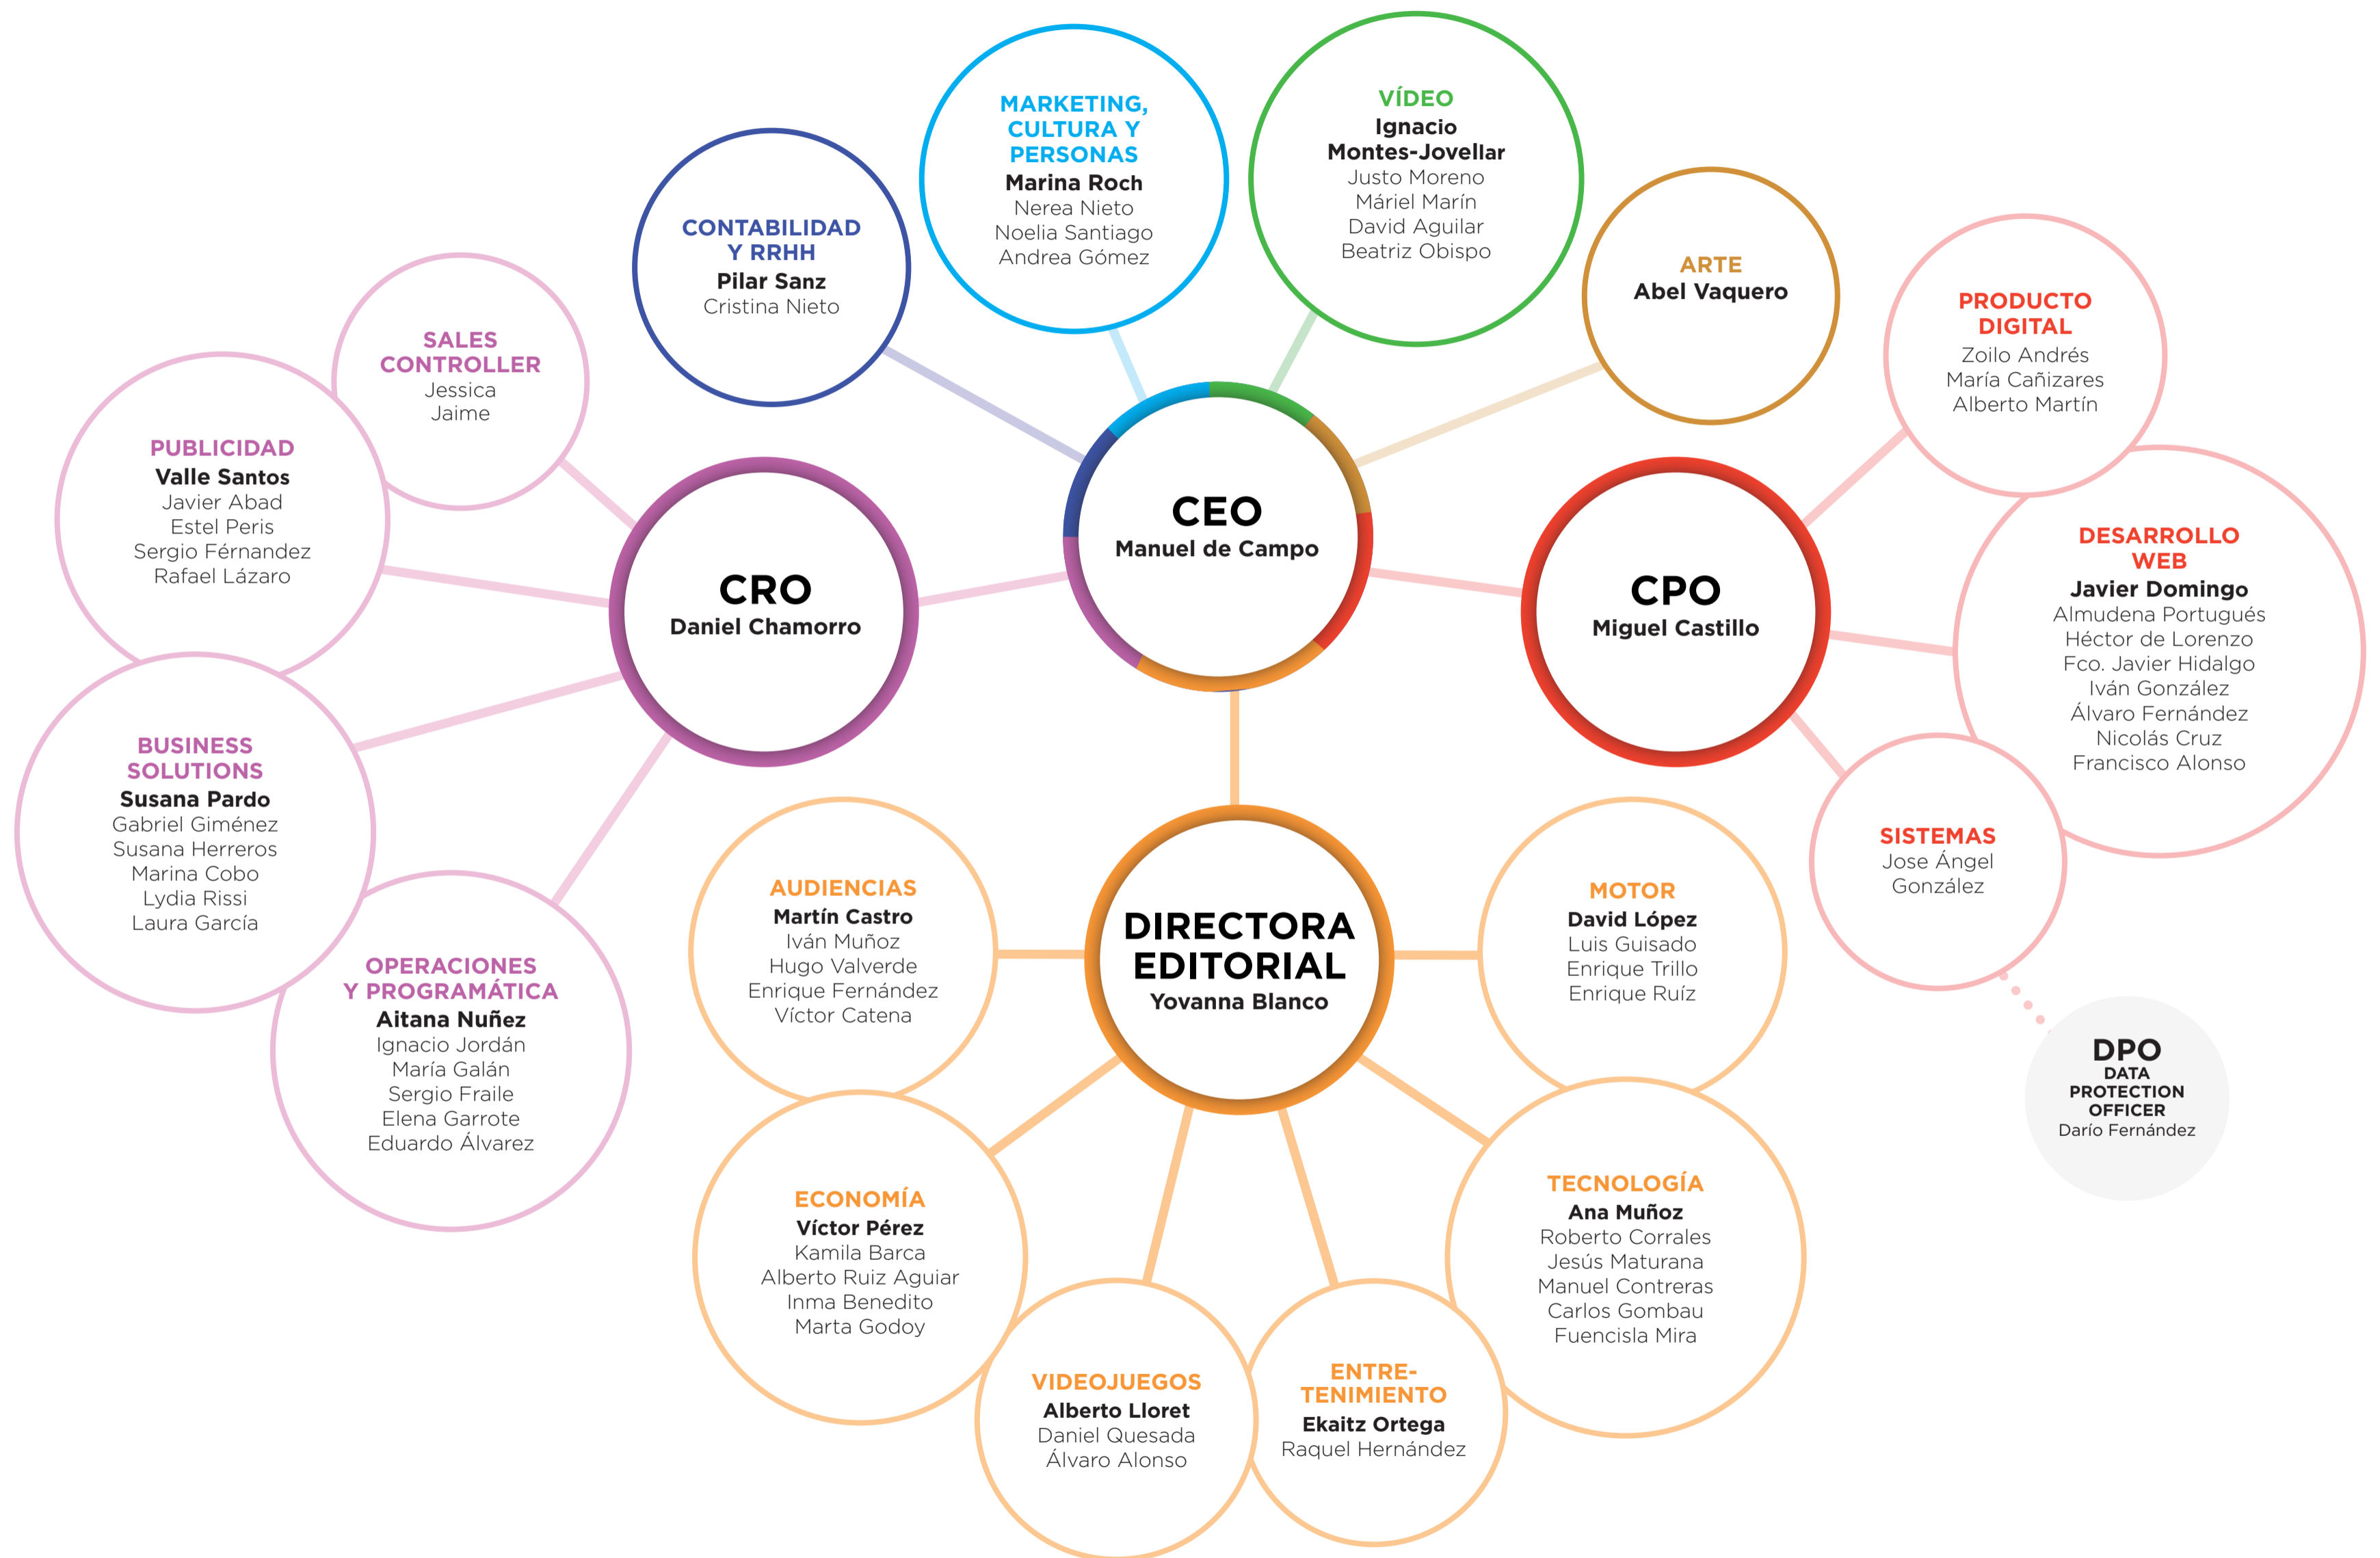 MARKETING,
CULTURA Y
PERSONAS
Marina Roch
Nerea Nieto
Noelia Santiago
Andrea Gómez
VÍDEO
Ignacio
Montes-Jovellar
Justo Moreno
Máriel Marín
David Aguilar
Beatriz Obispo
CONTABILIDAD
Y RRHH
Pilar Sanz
Cristina Nieto
ARTE
Abel Vaquero
SALES
CONTROLLER
Jessica
Jaime
PUBLICIDAD
Valle Santos
Javier Abad
Estel Peris
Sergio Férnandez
Rafael Lázaro
BUSINESS
SOLUTIONS
Susana Pardo
Gabriel Giménez
Susana Herreros
Marina Cobo
Lydia Rissi
Laura García
OPERACIONES
Y PROGRAMÁTICA
Aitana Nuñez
Ignacio Jordán
María Galán
Sergio Fraile
Elena Garrote
Eduardo Álvarez
CRO
Daniel Chamorro
CEO
Manuel de Campo
CPO
Miguel Castillo
PRODUCTO
DIGITAL
Zoilo Andrés
María Cañizares
Alberto Martín
DESARROLLO
WEB
Javier Domingo
Almudena Portugués
Héctor de Lorenzo
Fco. Javier Hidalgo
Iván González
Álvaro Fernández
Nicolás Cruz
Francisco Alonso
SISTEMAS
Jose Ángel
González
DPO
DATA
PROTECTION
OFFICER
Darío Fernández
DIRECTORA
EDITORIAL
Yovanna Blanco
AUDIENCIAS
Martín Castro
Iván Muñoz
Hugo Valverde
Enrique Fernández
Víctor Catena
MOTOR
David López
Luis Guisado
Enrique Trillo
Enrique Ruíz
ECONOMÍA
Víctor Pérez
Kamila Barca
Alberto Ruiz Aguiar
Inma Benedito
Marta Godoy
VIDEOJUEGOS
Alberto Lloret
Daniel Quesada
Álvaro Alonso
ENTRE-
TENIMIENTO
Ekaitz Ortega
Raquel Hernández
TECNOLOGÍA
Ana Muñoz
Roberto Corrales
Jesús Maturana
Manuel Contreras
Carlos Gombau
Fuencisla Mira